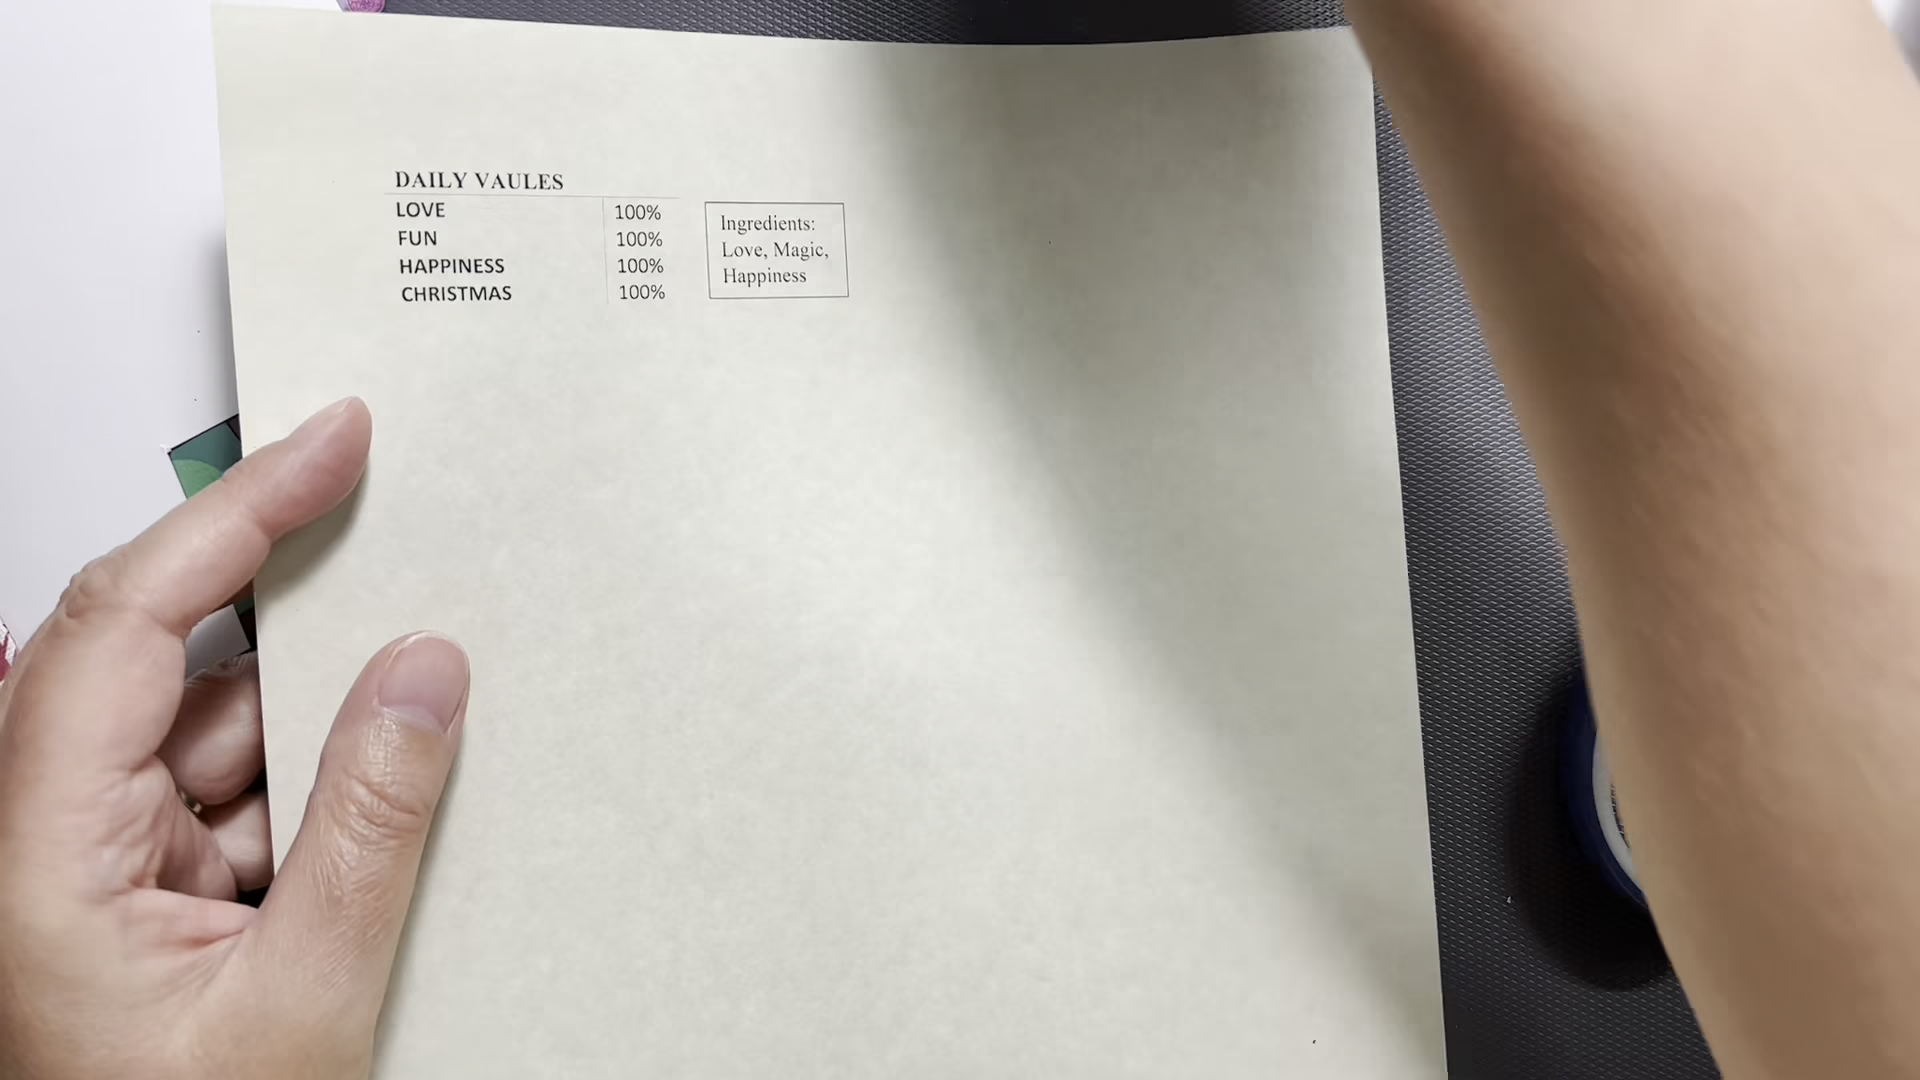 DAILY VAULES
LOVE 100%
FUN 100%
HAPPINESS 100%
CHRISTMAS 100%
Ingredients:
Love, Magic,
Happiness